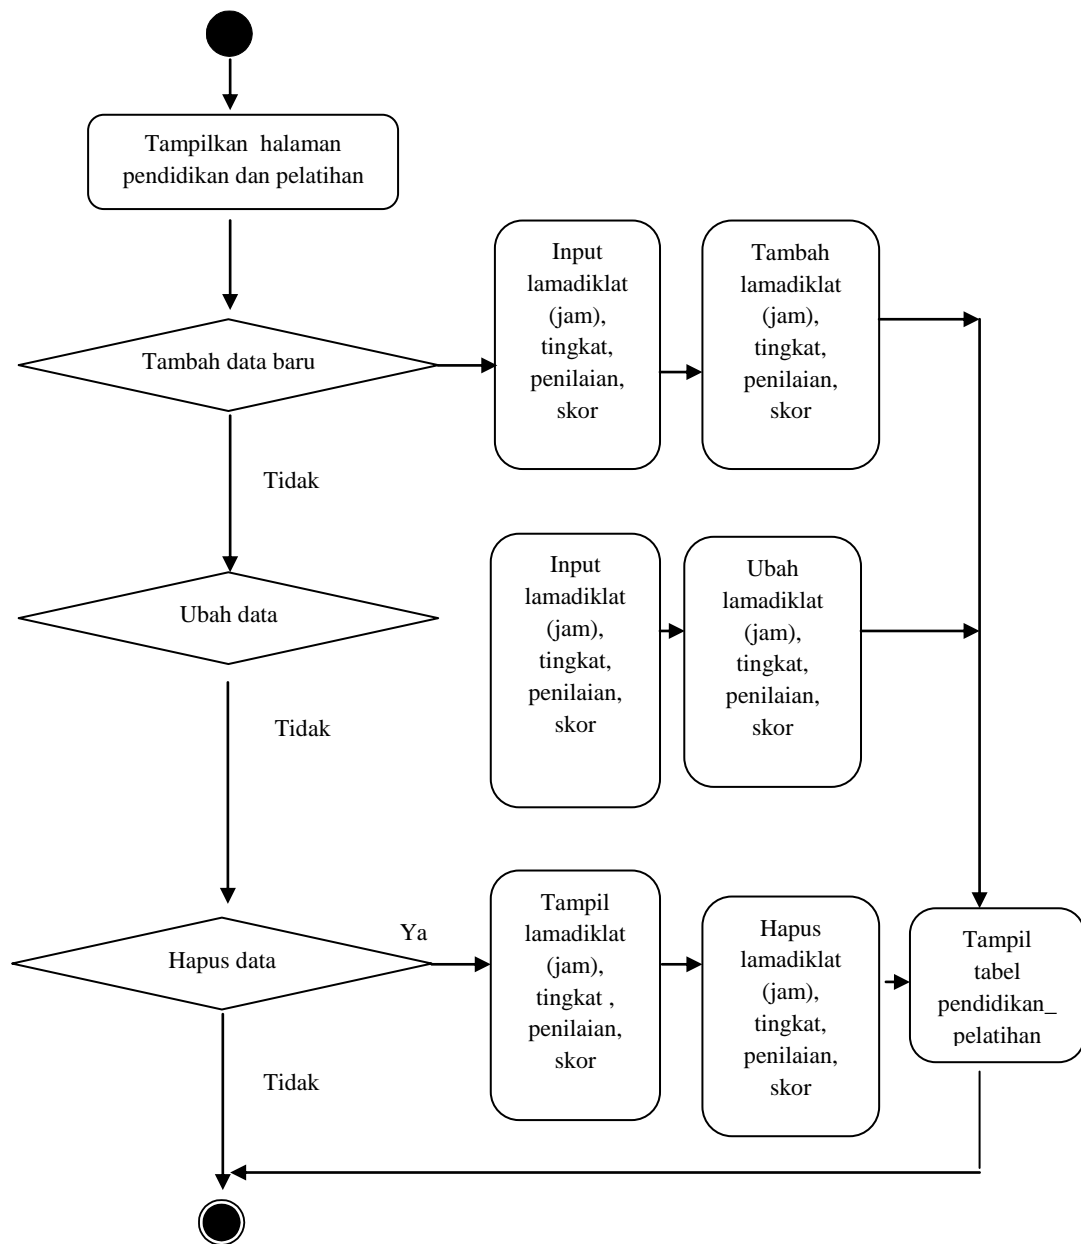 Tampilkan halaman
pendidikan dan pelatihan
Tambah data baru
Input
lamadiklat
(jam),
tingkat,
penilaian,
skor
Tambah
lamadiklat
(jam),
tingkat,
penilaian,
skor
Tidak
Ubah data
Input
lamadiklat
(jam),
tingkat,
penilaian,
skor
Ubah
lamadiklat
(jam),
tingkat,
penilaian,
skor
Tidak
Hapus data
Ya
Tampil
lamadiklat
(jam),
tingkat ,
penilaian,
skor
Hapus
lamadiklat
(jam),
tingkat,
penilaian,
skor
Tampil
tabel
pendidikan_
pelatihan
Tidak